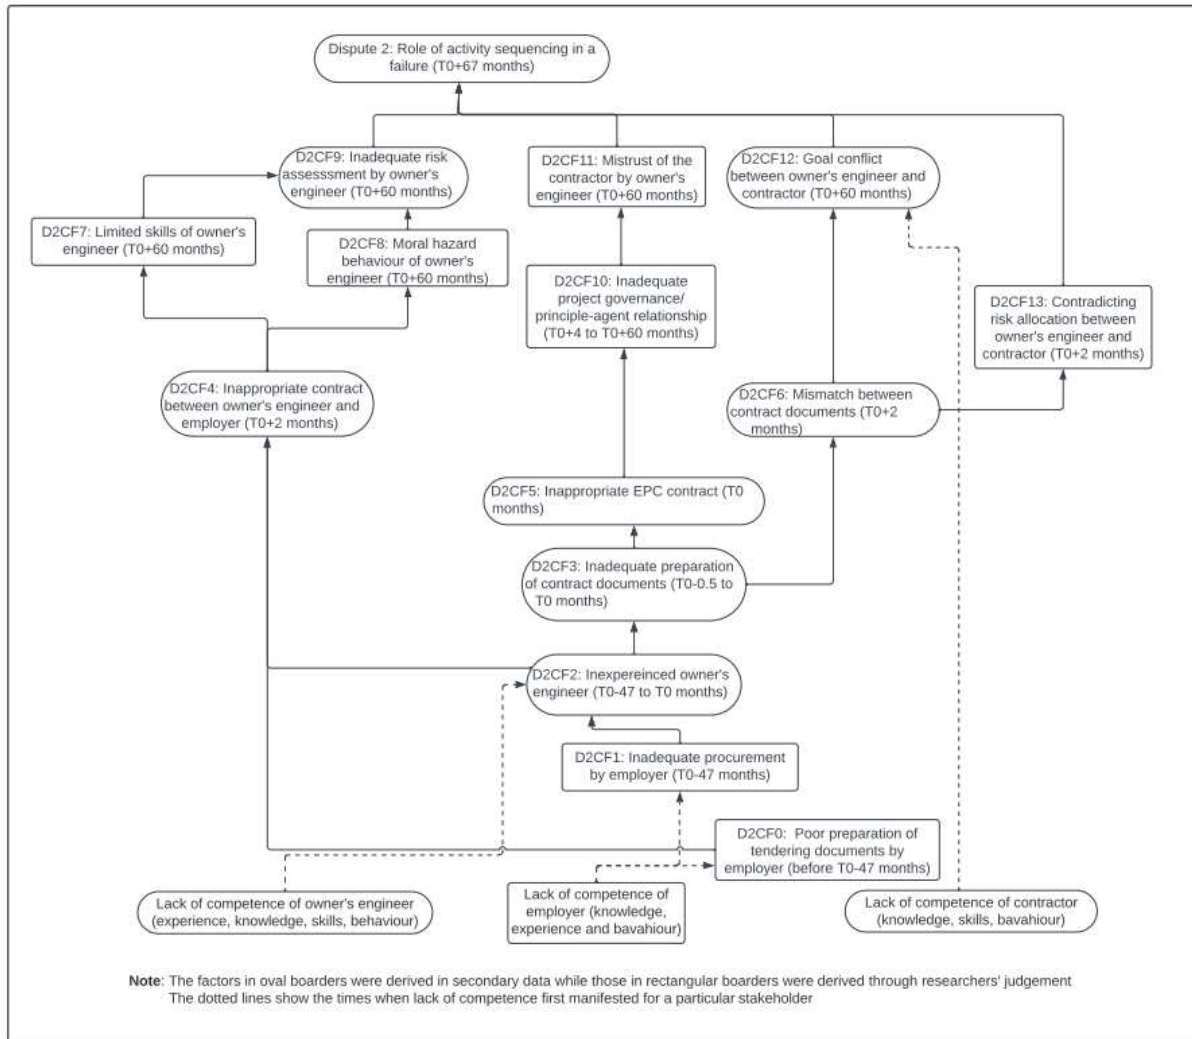 Dispute 2: Role of activity sequencing in a
failure (T0+67 months)
D2CF9: Inadequate risk
assesssment by owner's
engineer (T0+60 months)
D2CF11: Mistrust of the
contractor by owner's
engineer (T0+60 months)
D2CF12: Goal conflict
between owner's engineer and
contractor (T0+60 months)
D2CF7: Limited skills of owner's
engineer (T0+60 months)
D2CF8: Moral hazard
behaviour of owner's
engineer (T0+60 months)
D2CF10: Inadequate
project governance/
principle-agent relationship
(T0+4 to T0+60 months)
D2CF13: Contradicting
risk allocation between
owner's engineer and
contractor (T0+2 months)
D2CF4: Inappropriate contract
between owner's engineer and
employer (T0+2 months)
D2CF6: Mismatch between
contract documents (T0+2
months)
D2CF5: Inappropriate EPC contract (T0
months)
D2CF3: Inadequate preparation
of contract documents (T0-0.5 to
T0 months)
D2CF2: Inexpereinced owner's
engineer (T0-47 to T0 months)
D2CF1: Inadequate procurement
by employer (T0-47 months)
D2CF0: Poor preparation of
tendering documents by
employer (before T0-47 months)
Lack of competence of owner's engineer
(experience, knowledge, skills, behaviour)
Lack of competence of
employer (knowledge,
experience and bavahiour)
Lack of competence of contractor
(knowledge, skills, bavahiour)
Note: The factors in oval boarders were derived in secondary data while those in rectangular boarders were derived through researchers' judgement
The dotted lines show the times when lack of competence first manifested for a particular stakeholder